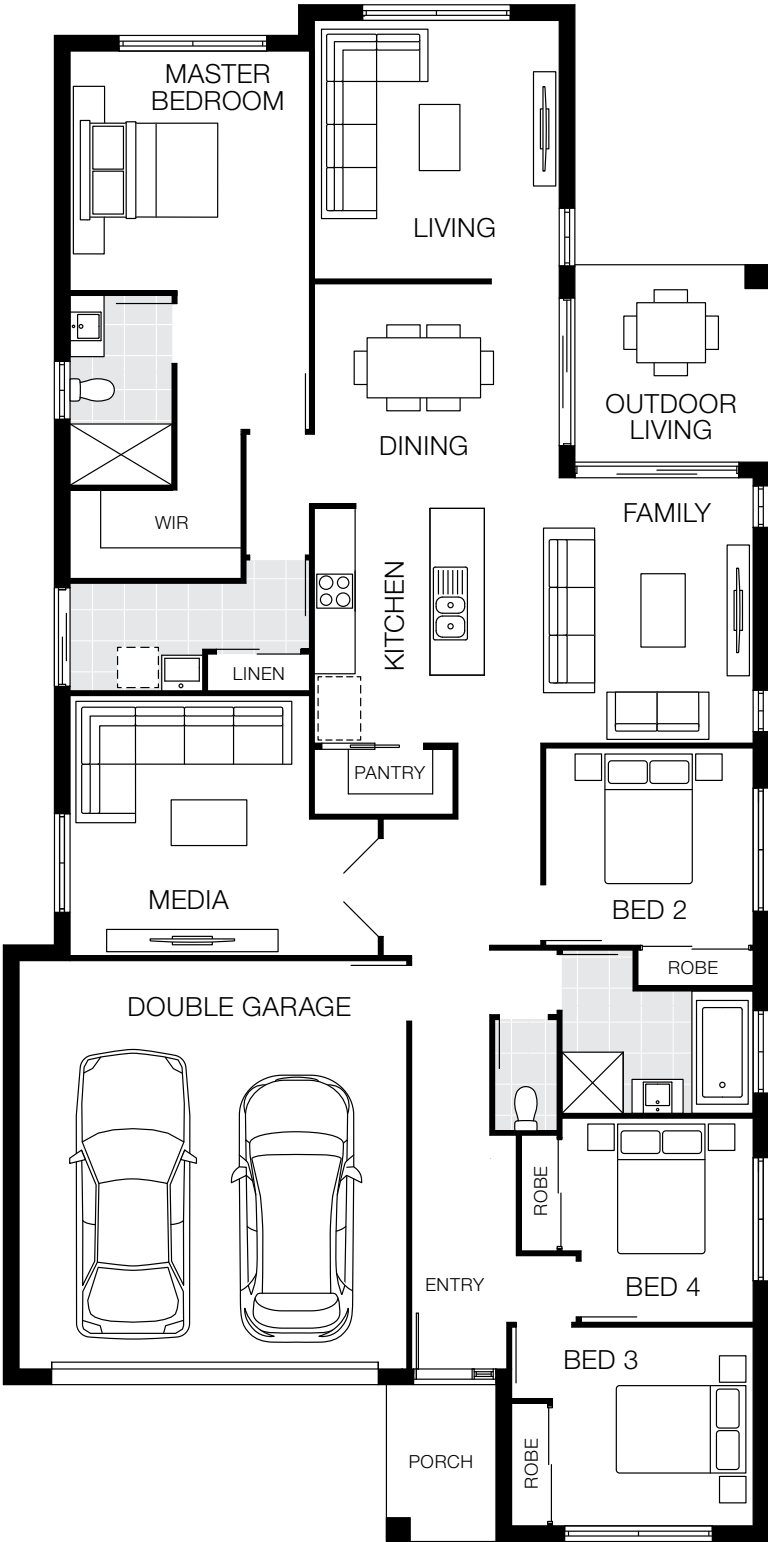 MASTER
BEDROOM
LIVING
OUTDOOR
LIVING
DINING
FAMILY
WIR
KITCHEN
LINEN
PANTRY
MEDIA
BED 2
ROBE
DOUBLE GARAGE
ROBE
ENTRY
BED 4
BED 3
PORCH
ROBE